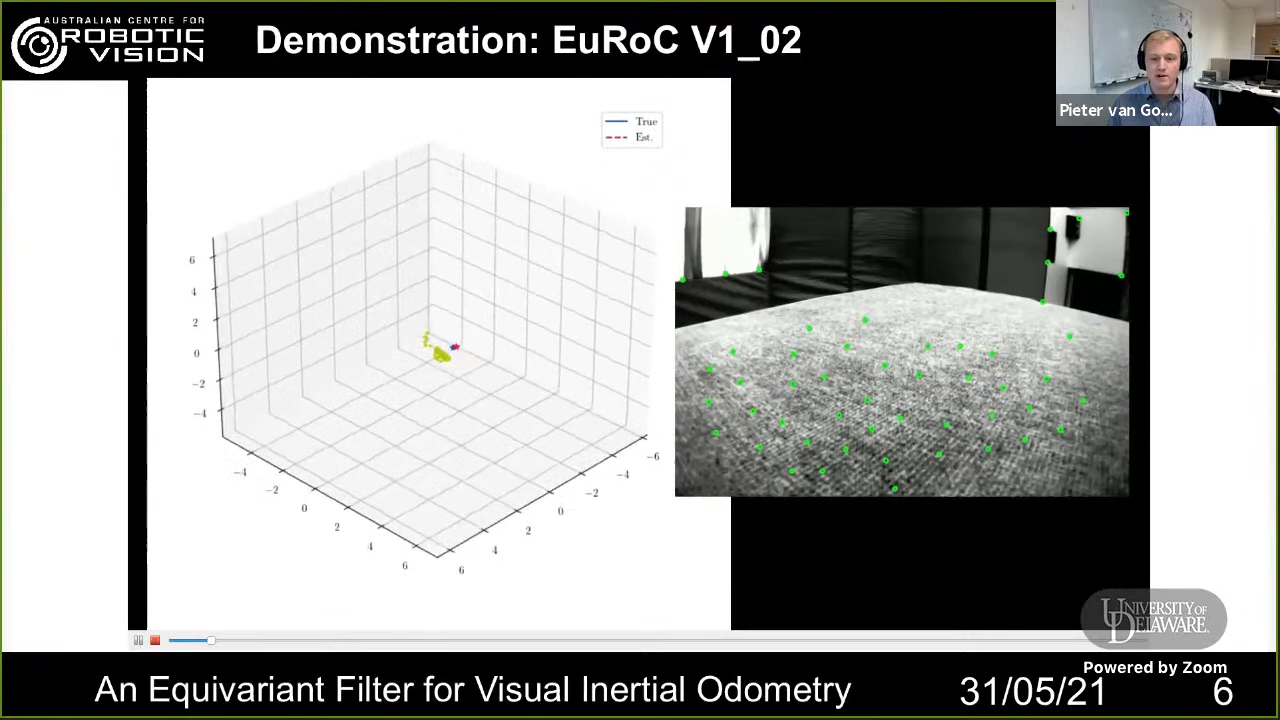 AUSTRALIAN CENTRE FOR
ROBOTIC
VISION
Demonstration: EuRoC V1_02
Pieter van Go...
True
Est.
6
4
2
0
−2
−4
−4
−2
0
2
4
6
−6
−4
−2
0
2
4
6
UNIVERSITY OF
DELAWARE.
Powered by Zoom
An Equivariant Filter for Visual Inertial Odometry
31/05/21
6